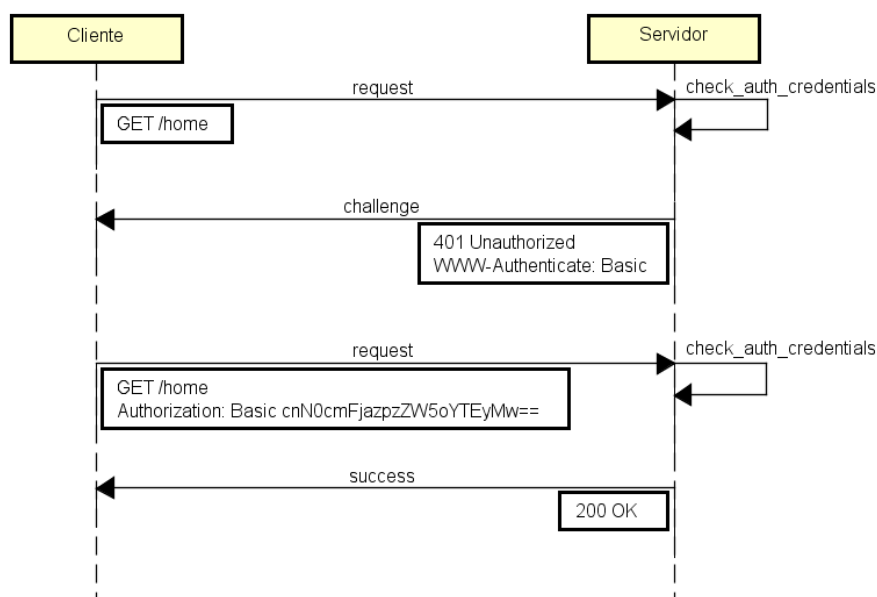 Cliente
Servidor
request
check_auth_credentials
GET /home
challenge
401 Unauthorized
WWW-Authenticate: Basic
request
check_auth_credentials
GET /home
Authorization: Basic cnN0cmFjazpzZW5oYTEyMw==
success
200 OK